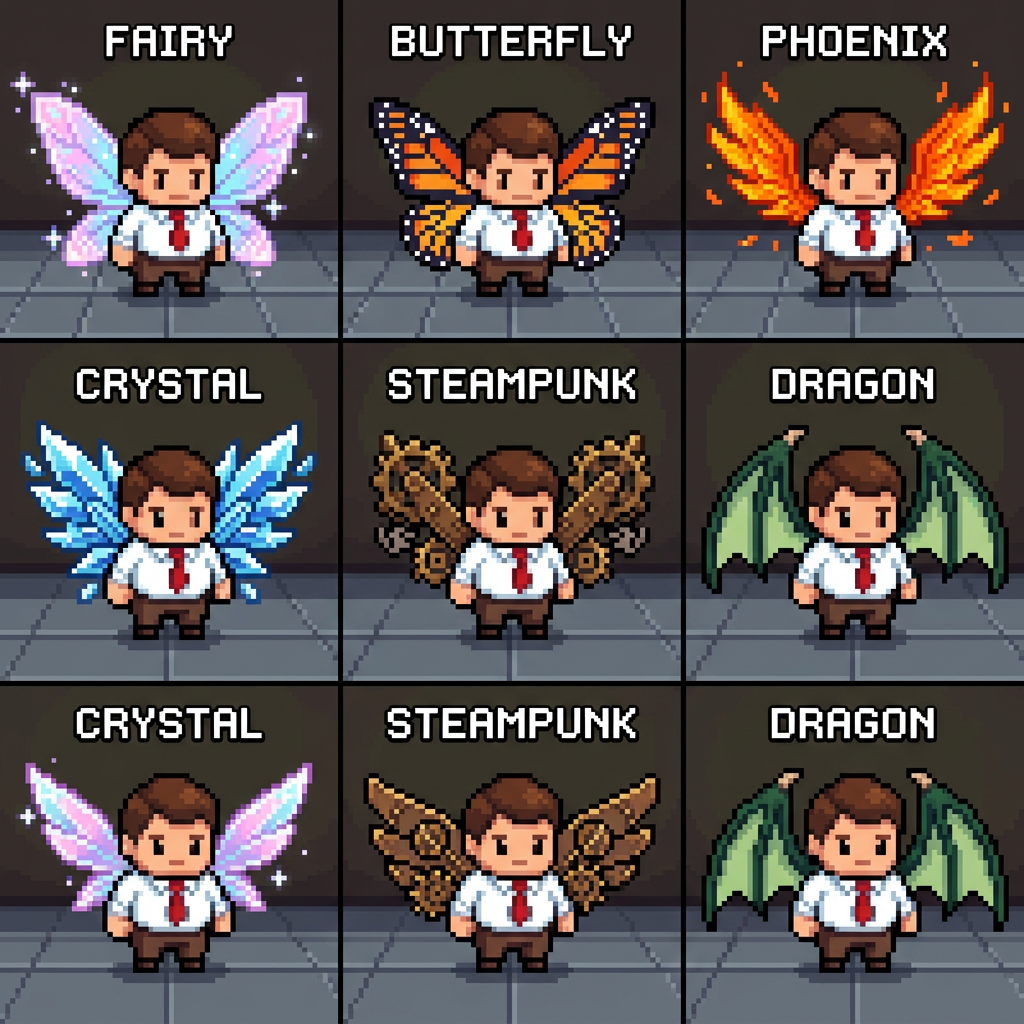 FAIRY
BUTTERFLY
PHOENIX
CRYSTAL
STEAMPUNK
DRAGON
CRYSTAL
STEAMPUNK
DRAGON